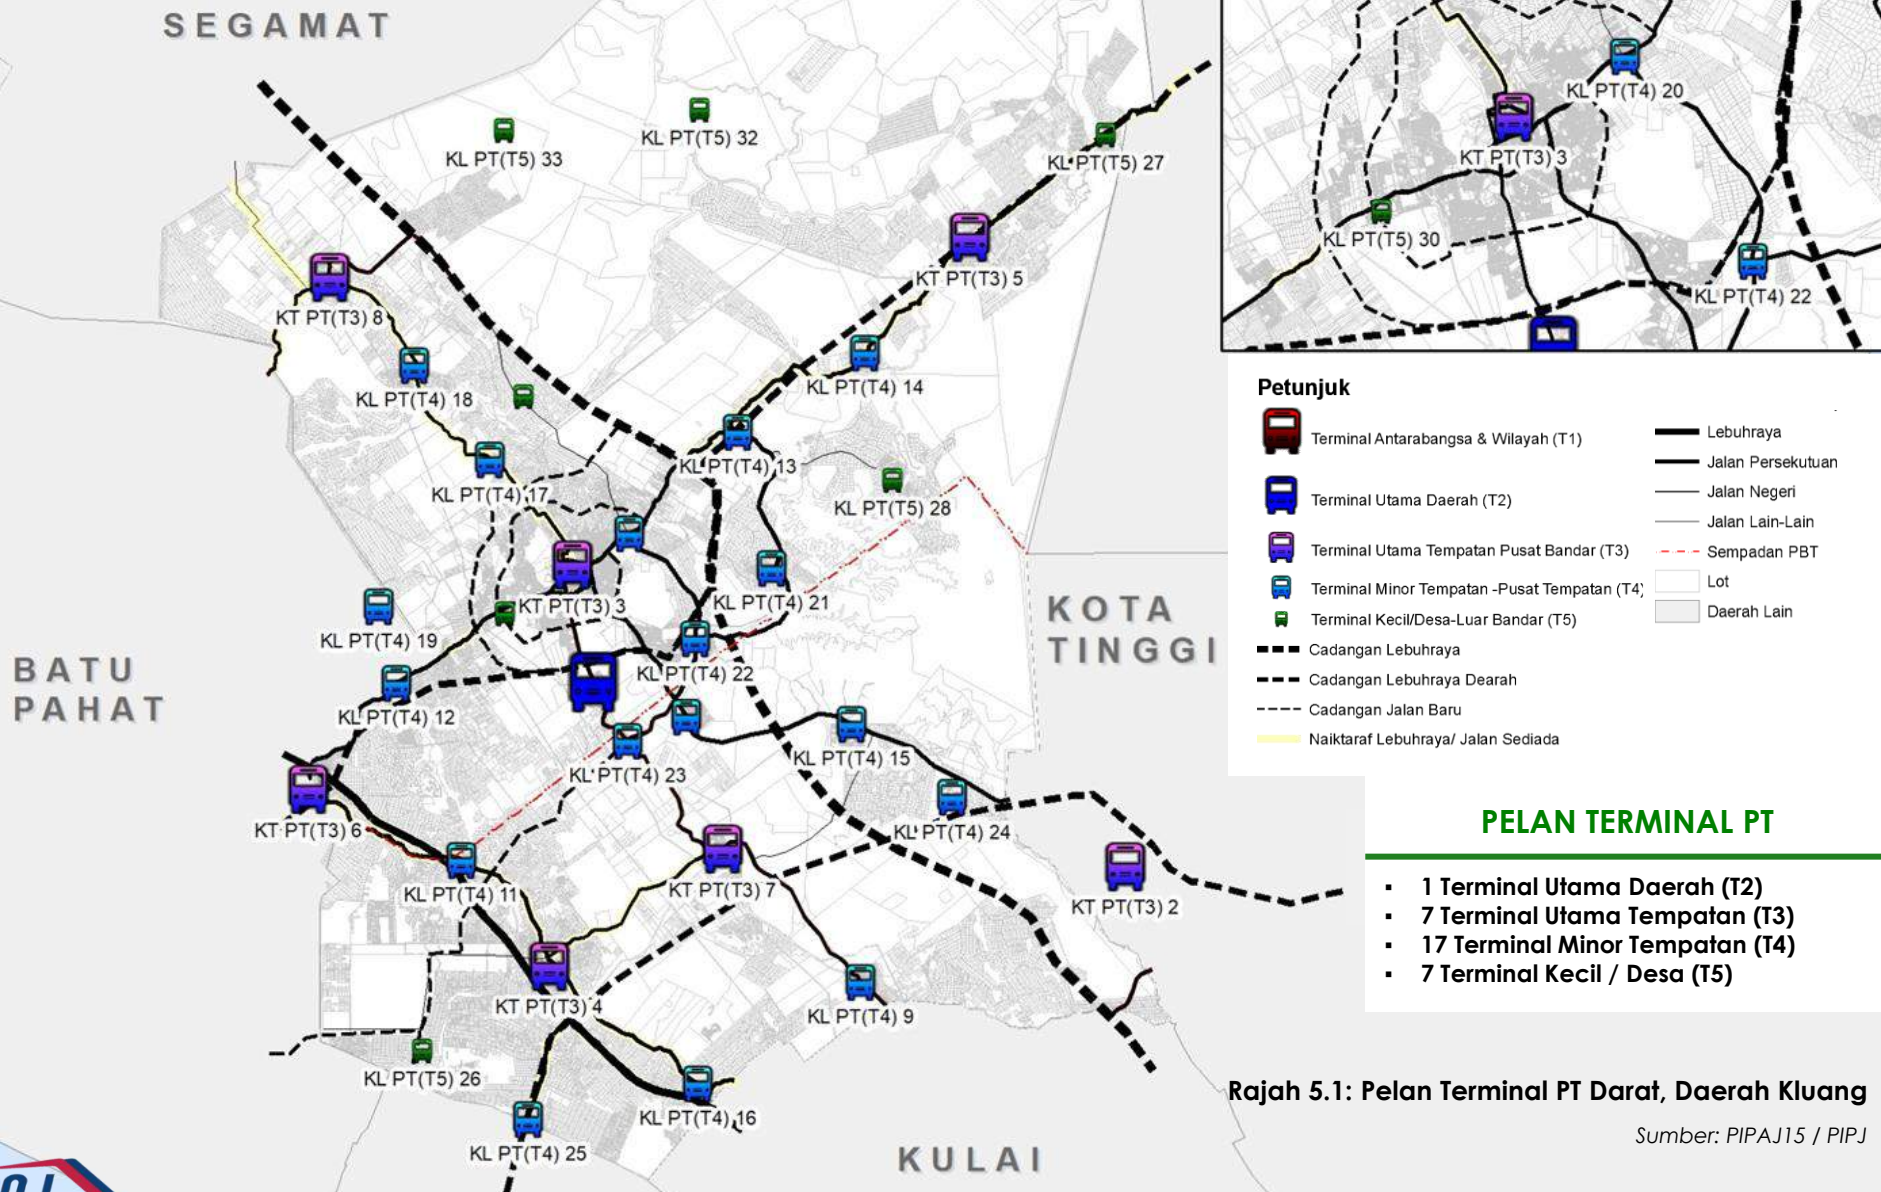 SEGAMAT
KL PT(T5) 33
KL PT(T5) 32
KL PT(T5) 27
KT PT(T3) 5
KT PT(T3) 8
KL PT(T4) 14
KL PT(T4) 18
KL PT(T4) 13
KL PT(T4) 17
KL PT(T5) 28
KT PT(T3) 3
KL PT(T4) 21
KL PT(T4) 19
KOTA
TINGGI
BATU
PAHAT
KL PT(T4) 22
KL PT(T4) 12
KL PT(T4) 23
KL PT(T4) 15
KT PT(T3) 6
KL PT(T4) 24
KL PT(T4) 11
KT PT(T3) 7
KT PT(T3) 2
KT PT(T3) 4
KL PT(T4) 9
KL PT(T5) 26
KL PT(T4) 16
KL PT(T4) 25
KULAI
KL PT(T4) 20
KT PT(T3) 3
KL PT(T5) 30
KL PT(T4) 22
Petunjuk
Terminal Antarabangsa & Wilayah (T1)
Terminal Utama Daerah (T2)
Terminal Utama Tempatan Pusat Bandar (T3)
Terminal Minor Tempatan -Pusat Tempatan (T4)
Terminal Kecil/Desa-Luar Bandar (T5)
Cadangan Lebuhraya
Cadangan Lebuhraya Dearah
Cadangan Jalan Baru
Naiktaraf Lebuhraya/ Jalan Sediada
Lebuhraya
Jalan Persekutuan
Jalan Negeri
Jalan Lain-Lain
Sempadan PBT
Lot
Daerah Lain
PELAN TERMINAL PT
▪ 1 Terminal Utama Daerah (T2)
▪ 7 Terminal Utama Tempatan (T3)
▪ 17 Terminal Minor Tempatan (T4)
▪ 7 Terminal Kecil / Desa (T5)
Rajah 5.1: Pelan Terminal PT Darat, Daerah Kluang
Sumber: PIPAJ15 / PIPJ